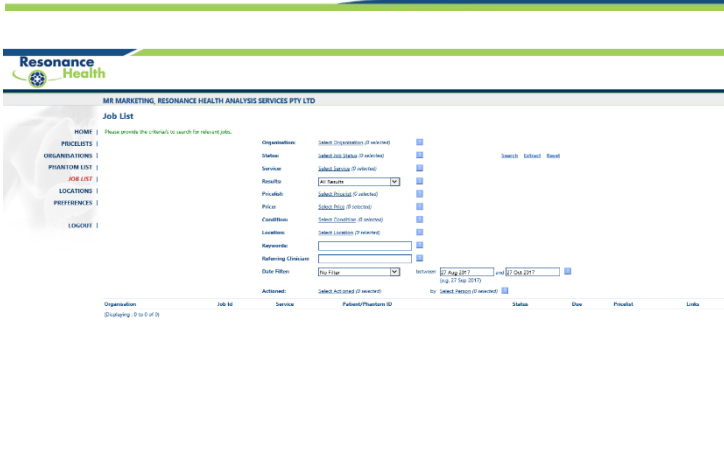 Resonance
Health
MR MARKETING, RESONANCE HEALTH ANALYSIS SERVICES PTY LTD
Job List
HOME |
Please provide the criteria/s to search for relevant jobs.
PRICELISTS |
ORGANISATIONS |
PHANTOM LIST |
JOB LIST |
LOCATIONS |
PREFERENCES |
LOGOUT |
Organisation: Select Organisation (0 selected)
Status: Select Job Status (0 selected) Search Extract Reset
Service: Select Service (0 selected)
Results: All Results
Pricelist: Select Pricelist (0 selected)
Price: Select Price (0 selected)
Condition: Select Condition (0 selected)
Location: Select Location (0 selected)
Keywords:
Referring Clinician:
Date Filter: No Filter between 27 Aug 2017 and 27 Oct 2017
(e.g. 27 Sep 2017)
Actioned: Select Actioned (0 selected) by Select Person (0 selected)
Organisation Job Id Service Patient/Phantom ID Status Due Pricelist Links
(Displaying : 0 to 0 of 0)